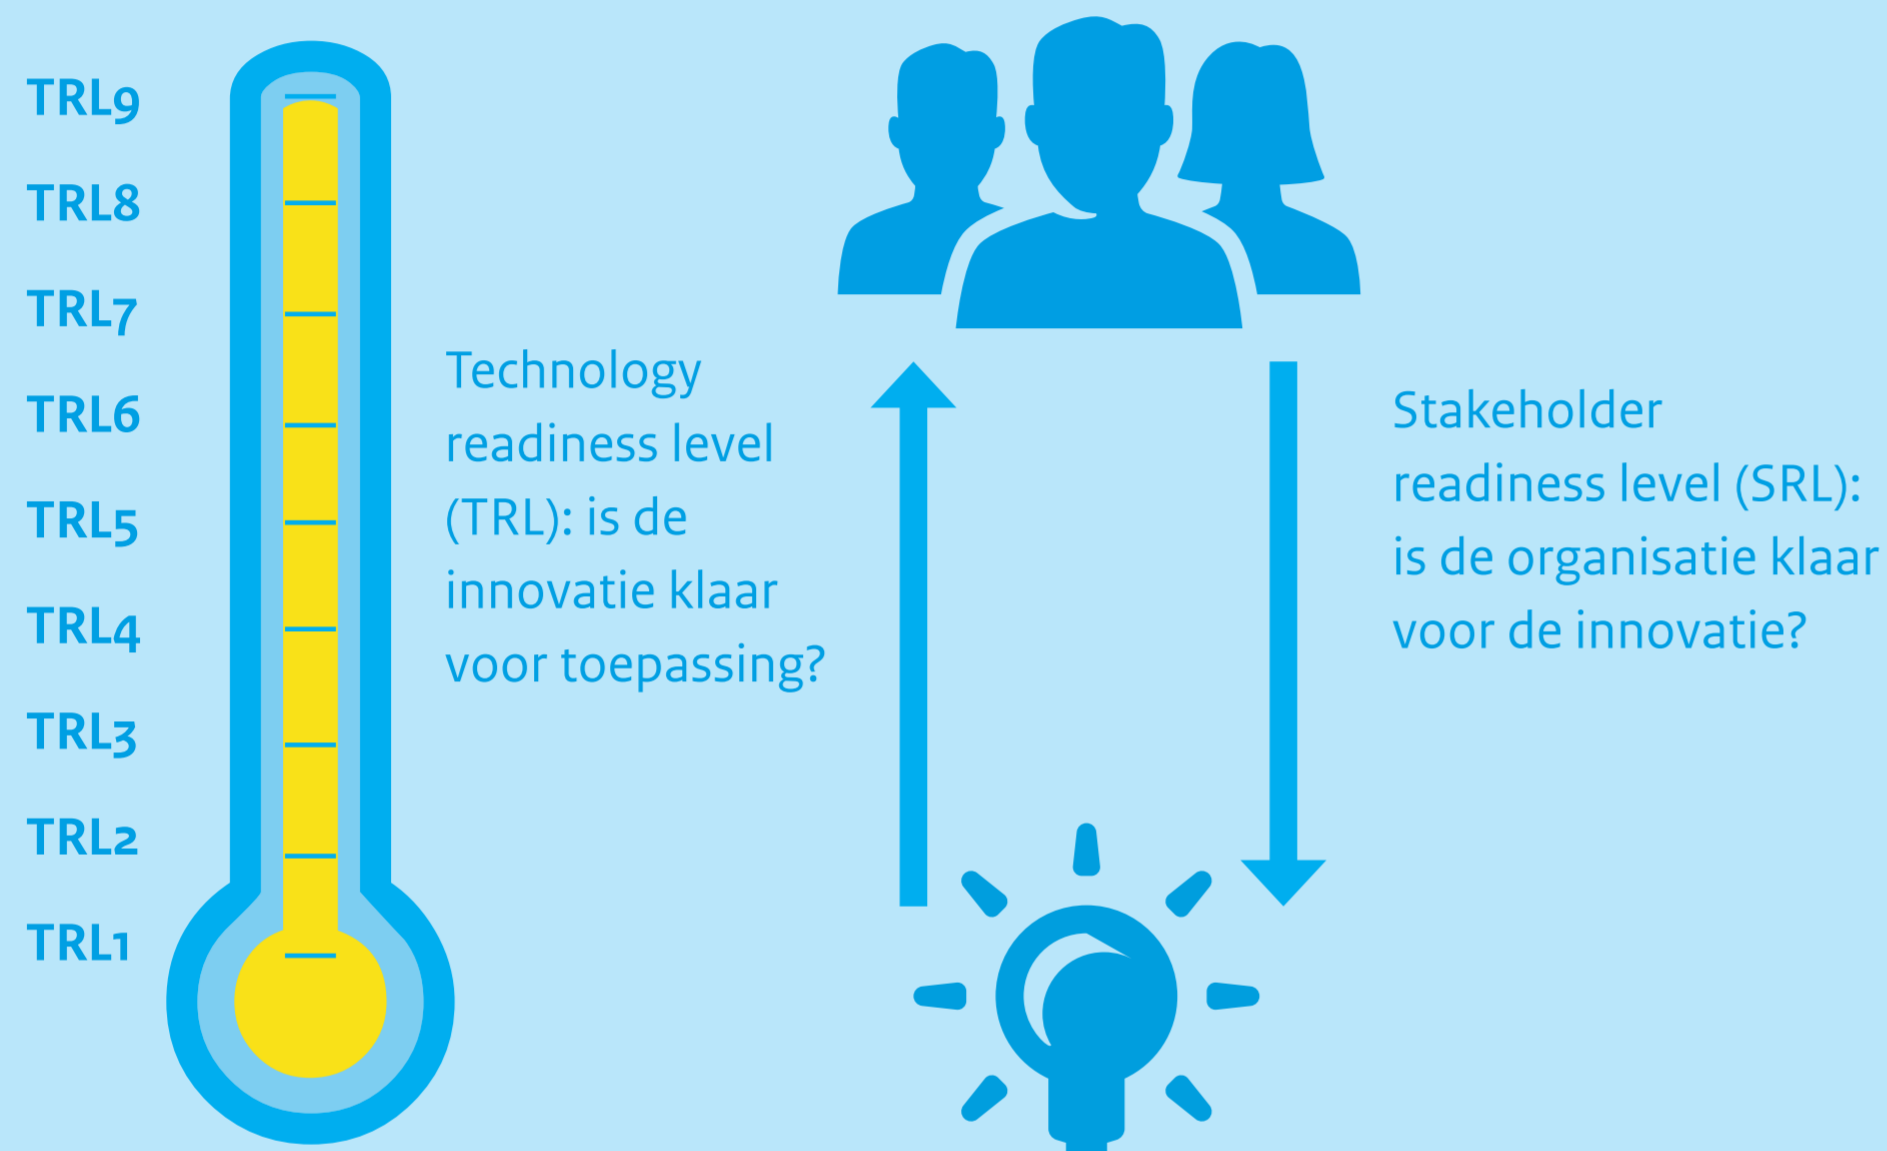 TRL9
TRL8
TRL7
TRL6
TRL5
TRL4
TRL3
TRL2
TRL1
Technology
readiness level
(TRL): is de
innovatie klaar
voor toepassing?
Stakeholder
readiness level (SRL):
is de organisatie klaar
voor de innovatie?